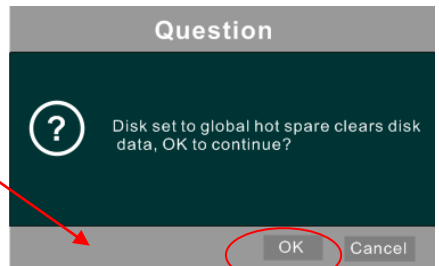 Question
?
Disk set to global hot spare clears disk
data, OK to continue?
OK Cancel